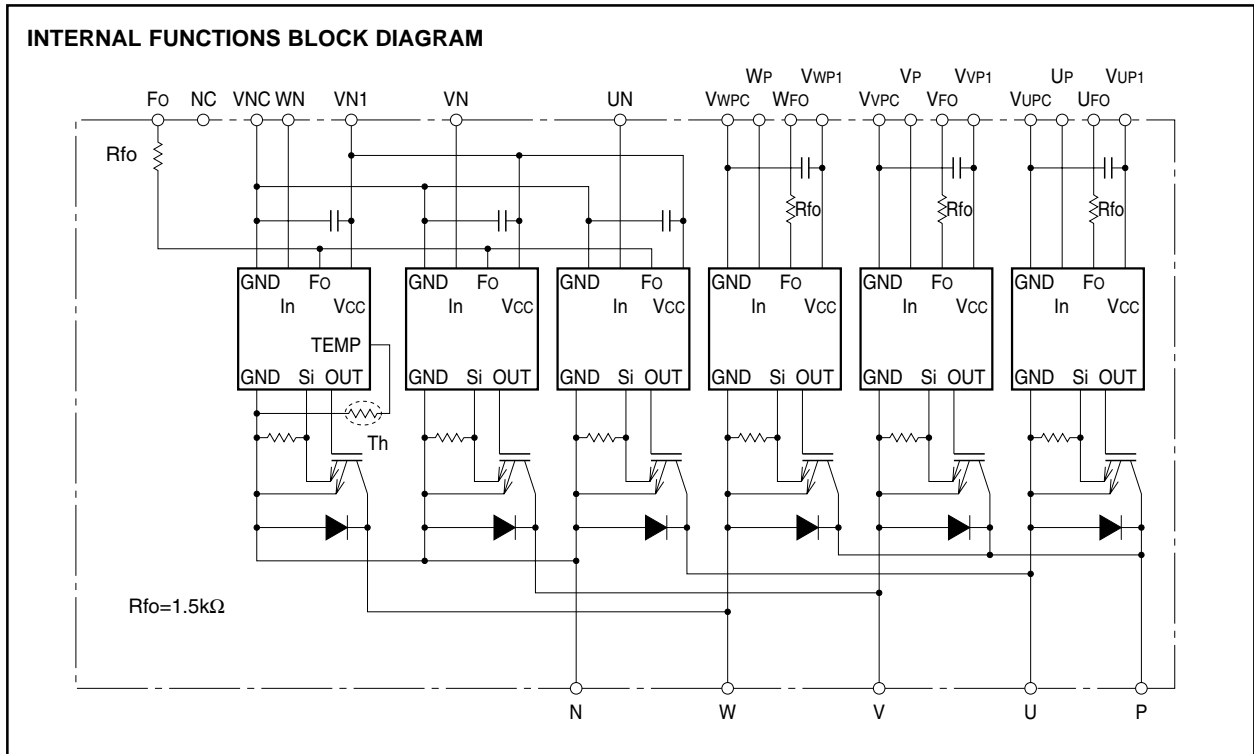 INTERNAL FUNCTIONS BLOCK DIAGRAM
WP VWP1 VP VVP1 UP VUP1
FO NC VNC WN VN1 VN UN VWPC WFO VVPC VFO VUPC UFO
Rfo
Rfo Rfo Rfo
GND FO GND FO GND FO GND FO GND FO GND FO
In VCC In VCC In VCC In VCC In VCC In VCC
TEMP
GND Si OUT GND Si OUT GND Si OUT GND Si OUT GND Si OUT GND Si OUT
Th
Rfo=1.5kΩ
N W V U P